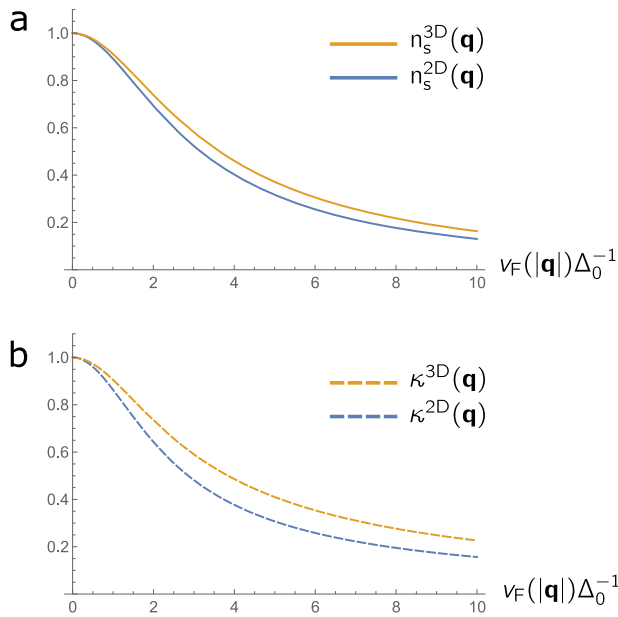 a
n_s^{3D}(q)
n_s^{2D}(q)
1.0
0.8
0.6
0.4
0.2
0 2 4 6 8 10
v_F(|q|)Δ_0^{-1}
b
κ^{3D}(q)
κ^{2D}(q)
1.0
0.8
0.6
0.4
0.2
0 2 4 6 8 10
v_F(|q|)Δ_0^{-1}